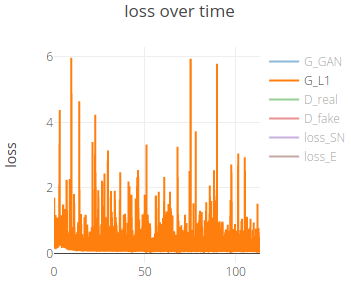 loss over time
6
4
2
0
loss
0
50
100
G_GAN
G_L1
D_real
D_fake
loss_SN
loss_E